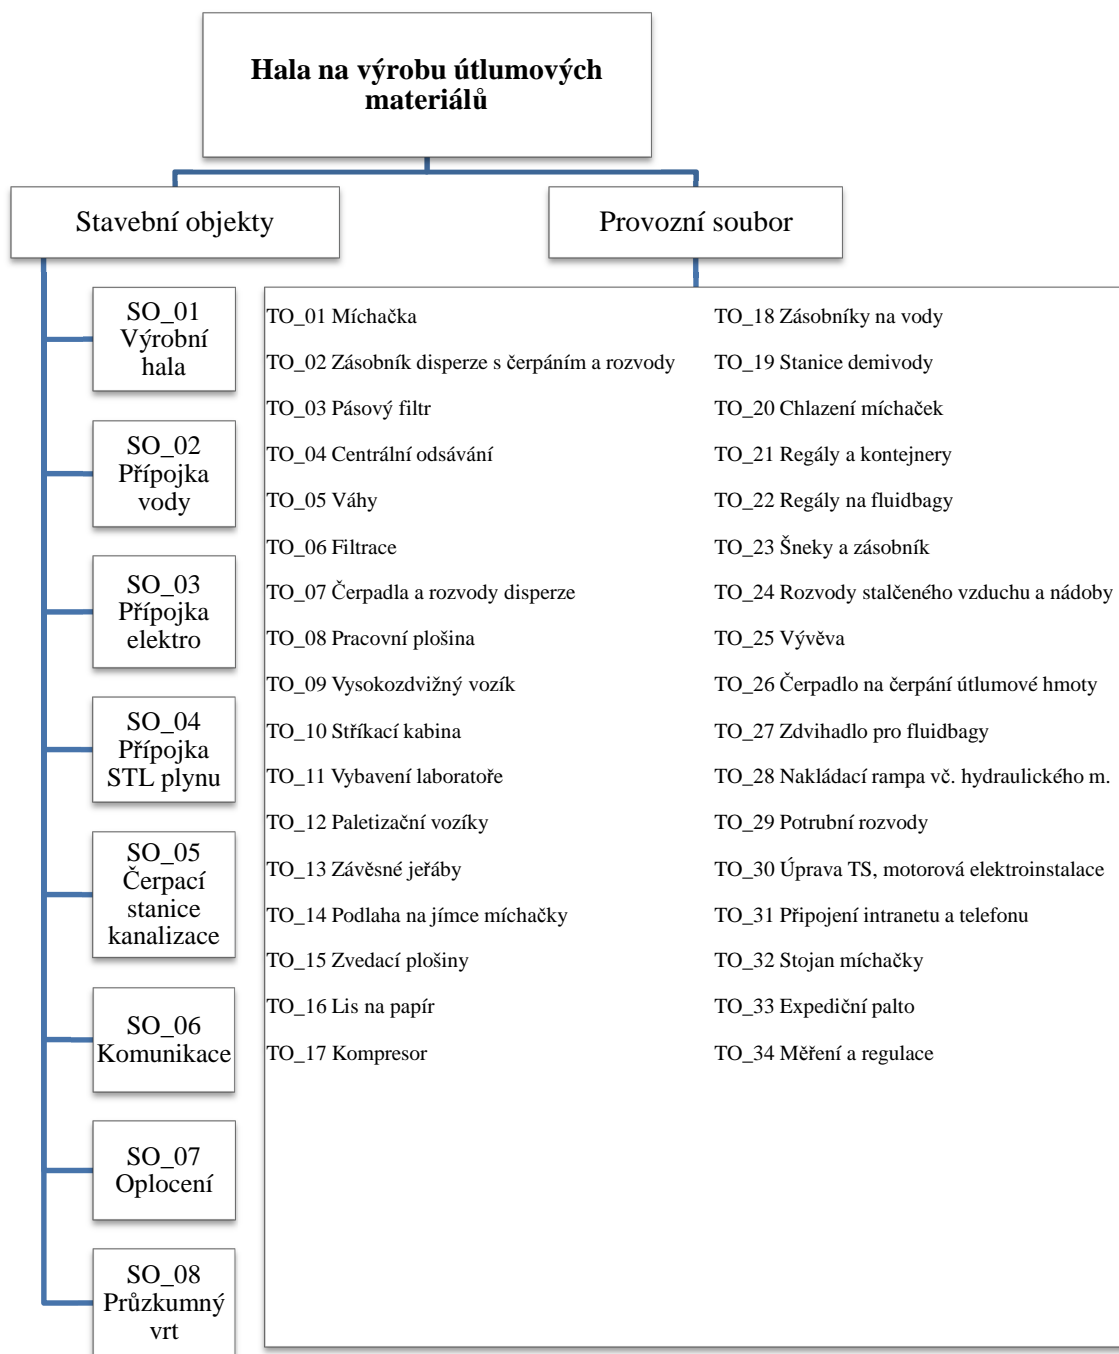 Hala na výrobu útlumových
materiálů
Stavební objekty
Provozní soubor
SO_01
Výrobní
hala
SO_02
Přípojka
vody
SO_03
Přípojka
elektro
SO_04
Přípojka
STL plynu
SO_05
Čerpací
stanice
kanalizace
SO_06
Komunikace
SO_07
Oplocení
SO_08
Průzkumný
vrt
TO_01 Míchačka
TO_02 Zásobník disperze s čerpáním a rozvody
TO_03 Pásový filtr
TO_04 Centrální odsávání
TO_05 Váhy
TO_06 Filtrace
TO_07 Čerpadla a rozvody disperze
TO_08 Pracovní plošina
TO_09 Vysokozdvižný vozík
TO_10 Stříkací kabina
TO_11 Vybavení laboratoře
TO_12 Paletizační vozíky
TO_13 Závěsné jeřáby
TO_14 Podlaha na jímce míchačky
TO_15 Zvedací plošiny
TO_16 Lis na papír
TO_17 Kompresor
TO_18 Zásobníky na vody
TO_19 Stanice demivody
TO_20 Chlazení míchaček
TO_21 Regály a kontejnery
TO_22 Regály na fluidbagy
TO_23 Šneky a zásobník
TO_24 Rozvody stalčeného vzduchu a nádoby
TO_25 Vývěva
TO_26 Čerpadlo na čerpání útlumové hmoty
TO_27 Zdvihadlo pro fluidbagy
TO_28 Nakládací rampa vč. hydraulického m.
TO_29 Potrubní rozvody
TO_30 Úprava TS, motorová elektroinstalace
TO_31 Připojení intranetu a telefonu
TO_32 Stojan míchačky
TO_33 Expediční palto
TO_34 Měření a regulace